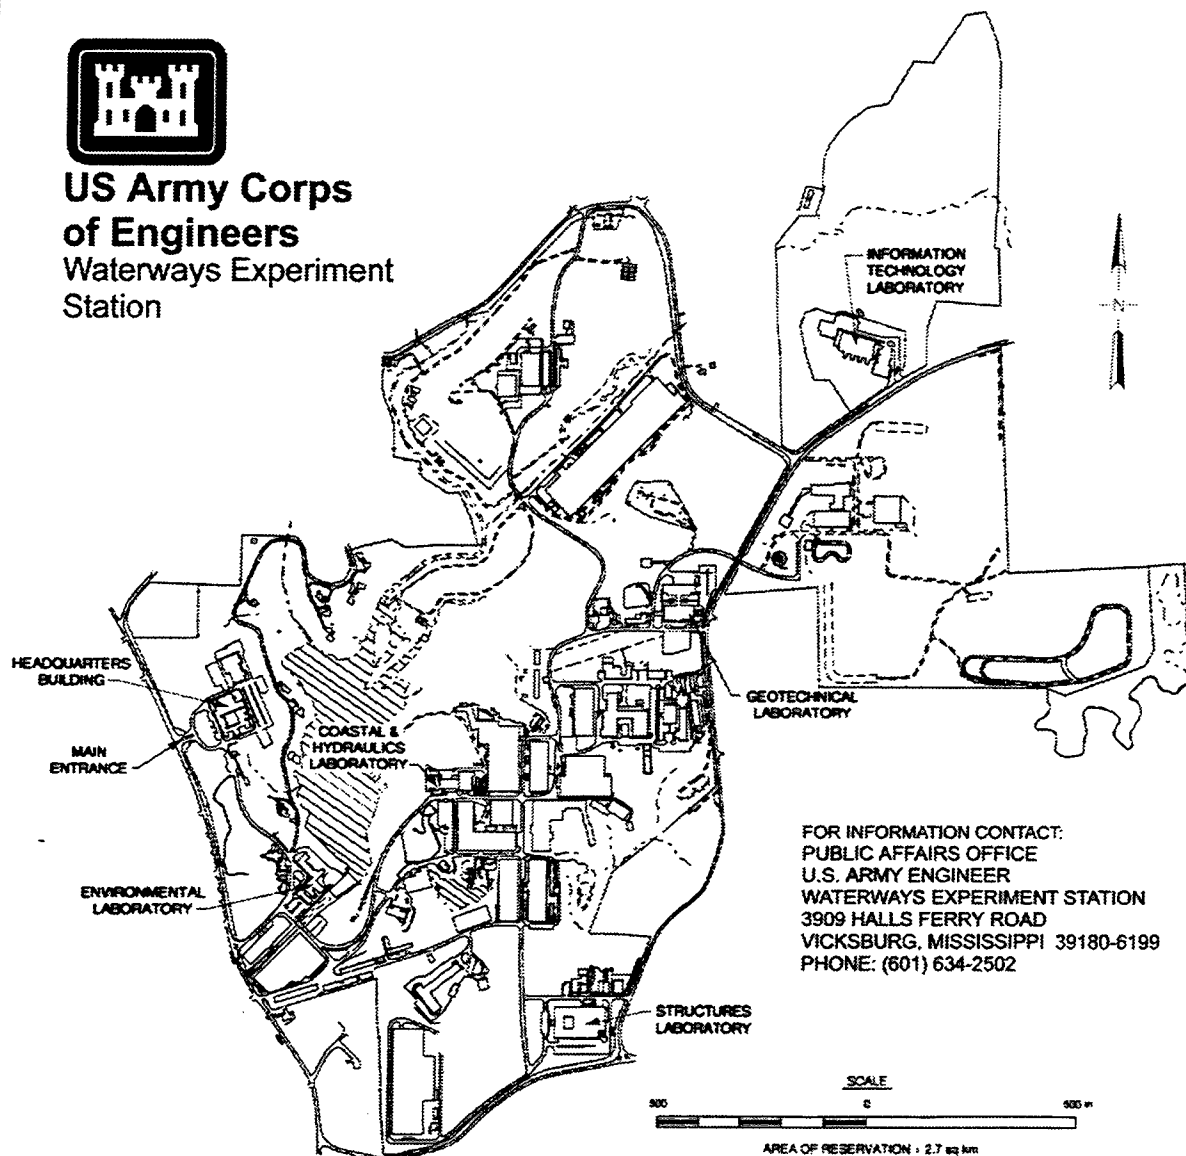 US Army Corps
of Engineers
Waterways Experiment
Station
INFORMATION
TECHNOLOGY
LABORATORY
N
HEADQUARTERS
BUILDING
MAIN
ENTRANCE
COASTAL &
HYDRAULICS
LABORATORY
GEOTECHNICAL
LABORATORY
ENVIRONMENTAL
LABORATORY
STRUCTURES
LABORATORY
FOR INFORMATION CONTACT:
PUBLIC AFFAIRS OFFICE
U.S. ARMY ENGINEER
WATERWAYS EXPERIMENT STATION
3909 HALLS FERRY ROAD
VICKSBURG, MISSISSIPPI 39180-6199
PHONE: (601) 634-2502
SCALE
500 0 500 m
AREA OF RESERVATION : 2.7 sq km